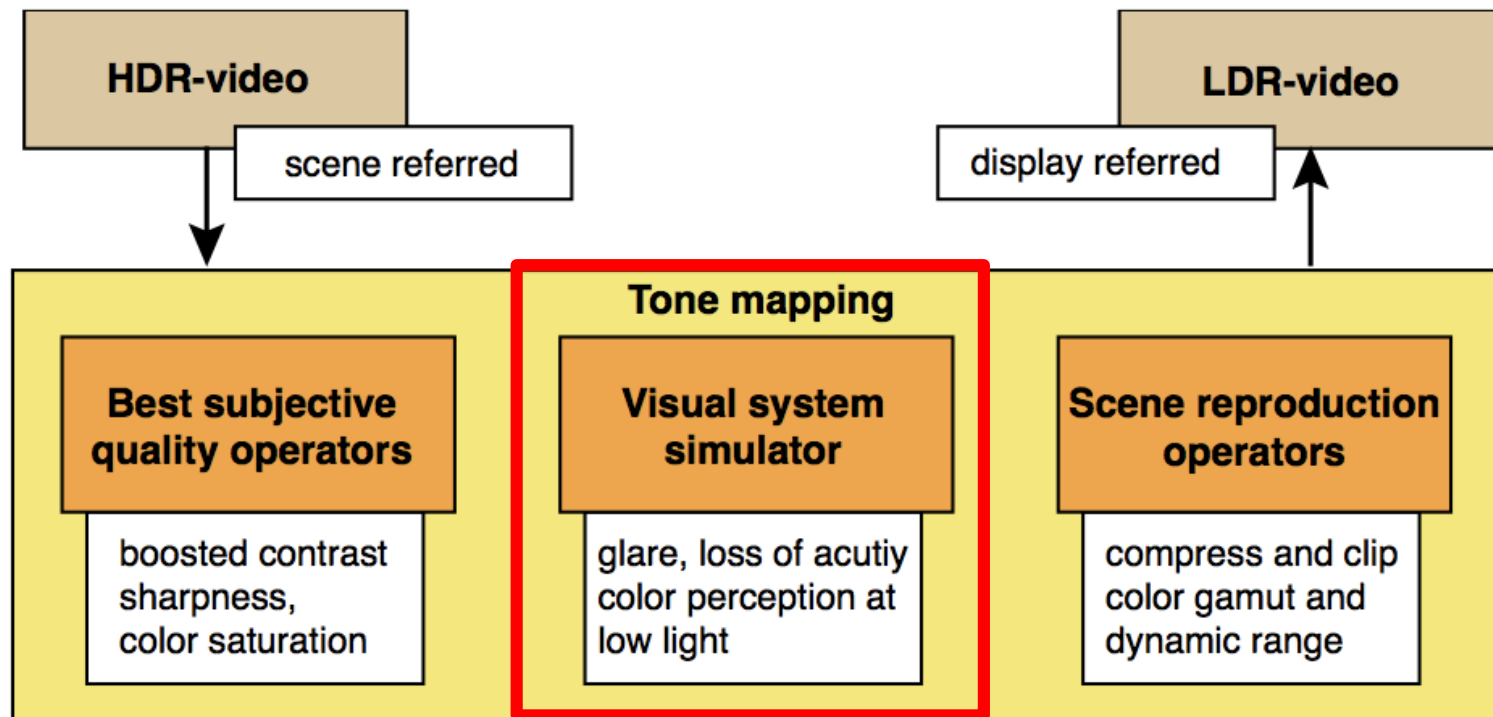 HDR-video
scene referred
LDR-video
display referred
Tone mapping
Best subjective
quality operators
boosted contrast
sharpness,
color saturation
Visual system
simulator
glare, loss of acutiy
color perception at
low light
Scene reproduction
operators
compress and clip
color gamut and
dynamic range